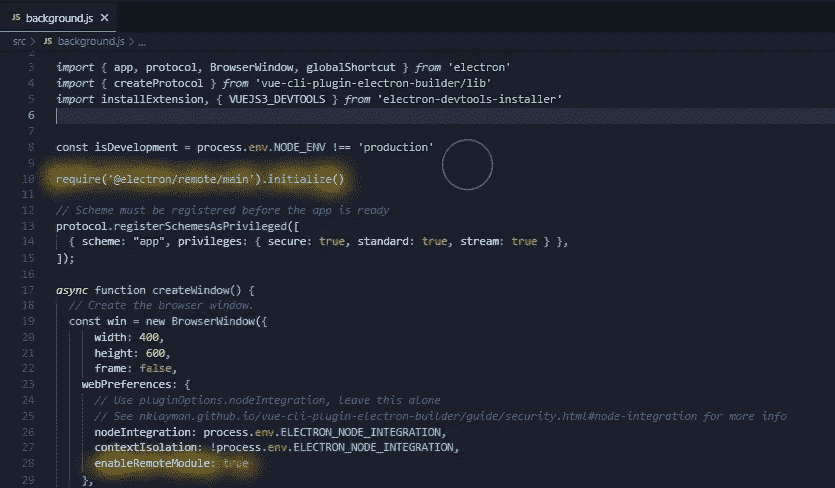 JS background.js ×
src > JS background.js > ...
2
3 import { app, protocol, BrowserWindow, globalShortcut } from 'electron'
4 import { createProtocol } from 'vue-cli-plugin-electron-builder/lib'
5 import installExtension, { VUEJS3_DEVTOOLS } from 'electron-devtools-installer'
6
7
8 const isDevelopment = process.env.NODE_ENV !== 'production'
9
10 require('@electron/remote/main').initialize()
11
12 // Scheme must be registered before the app is ready
13 protocol.registerSchemesAsPrivileged([
14 { scheme: "app", privileges: { secure: true, standard: true, stream: true } },
15 ]);
16
17 async function createWindow() {
18 // Create the browser window.
19 const win = new BrowserWindow({
20 width: 400,
21 height: 600,
22 frame: false,
23 webPreferences: {
24 // Use pluginOptions.nodeIntegration, leave this alone
25 // See nklayman.github.io/vue-cli-plugin-electron-builder/guide/security.html#node-integration for more info
26 nodeIntegration: process.env.ELECTRON_NODE_INTEGRATION,
27 contextIsolation: !process.env.ELECTRON_NODE_INTEGRATION,
28 enableRemoteModule: true
29 },